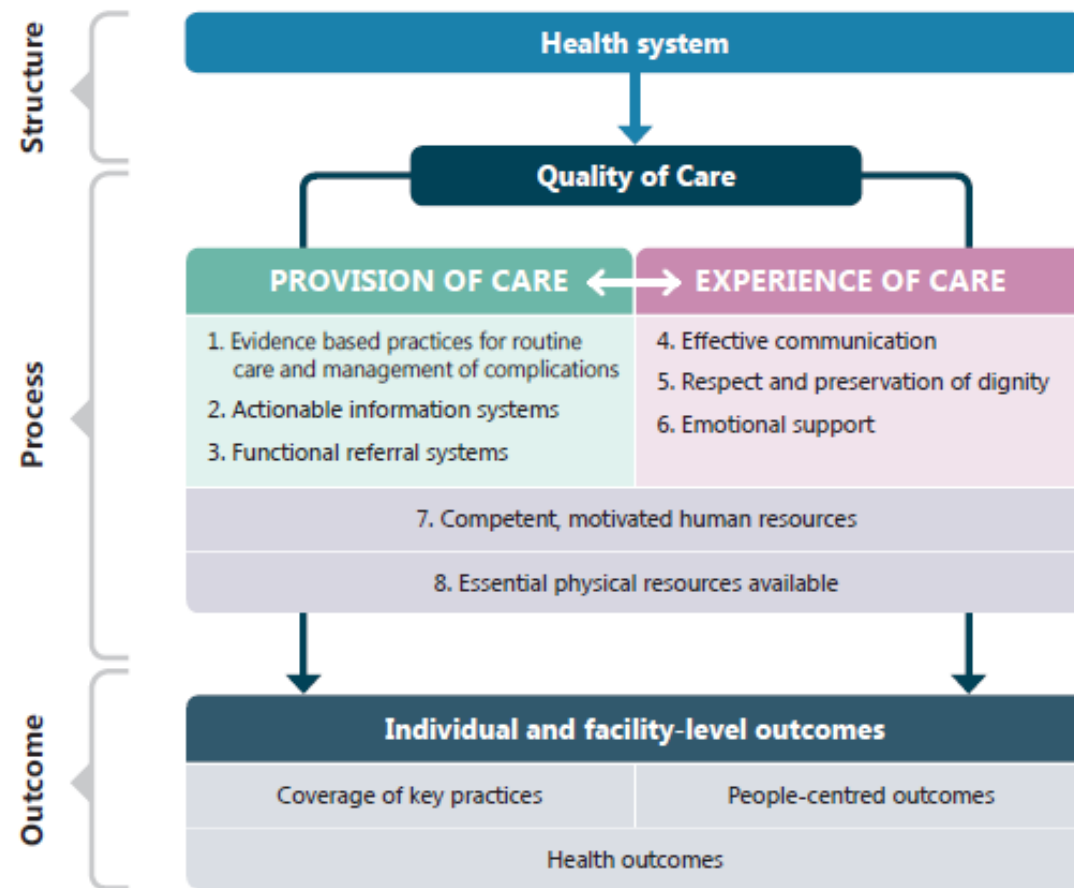 Structure
Health system
Quality of Care
Process
PROVISION OF CARE
EXPERIENCE OF CARE
1. Evidence based practices for routine
care and management of complications
2. Actionable information systems
3. Functional referral systems
4. Effective communication
5. Respect and preservation of dignity
6. Emotional support
7. Competent, motivated human resources
8. Essential physical resources available
Outcome
Individual and facility-level outcomes
Coverage of key practices
People-centred outcomes
Health outcomes